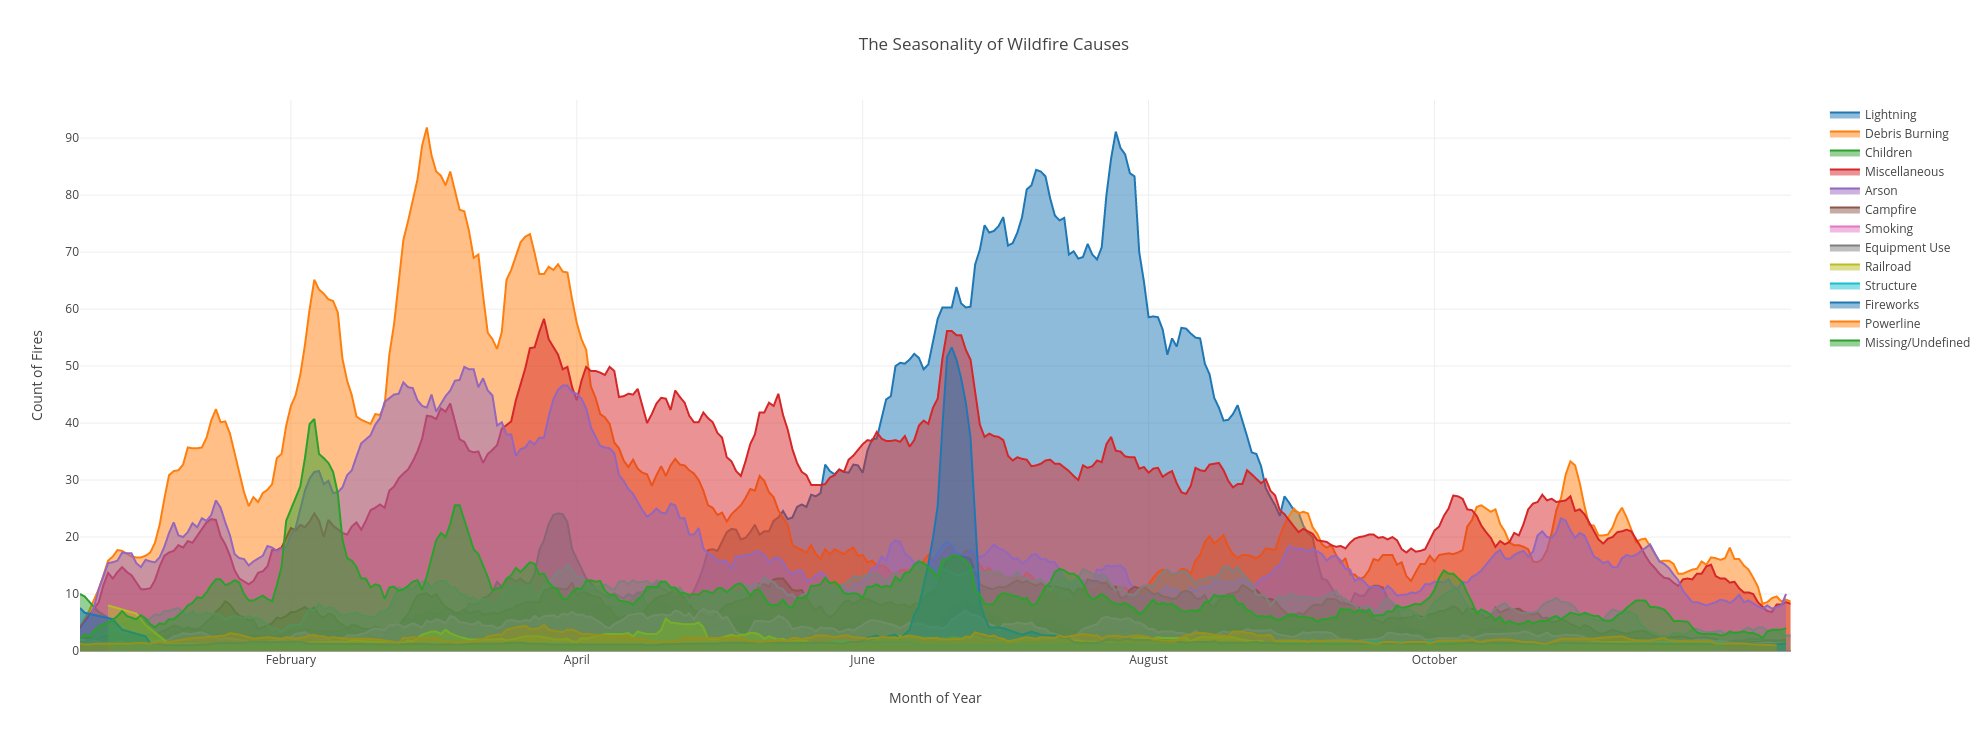 The Seasonality of Wildfire Causes
90
80
70
60
50
40
30
20
10
0
Count of Fires
February
April
June
August
October
Month of Year
Lightning
Debris Burning
Children
Miscellaneous
Arson
Campfire
Smoking
Equipment Use
Railroad
Structure
Fireworks
Powerline
Missing/Undefined